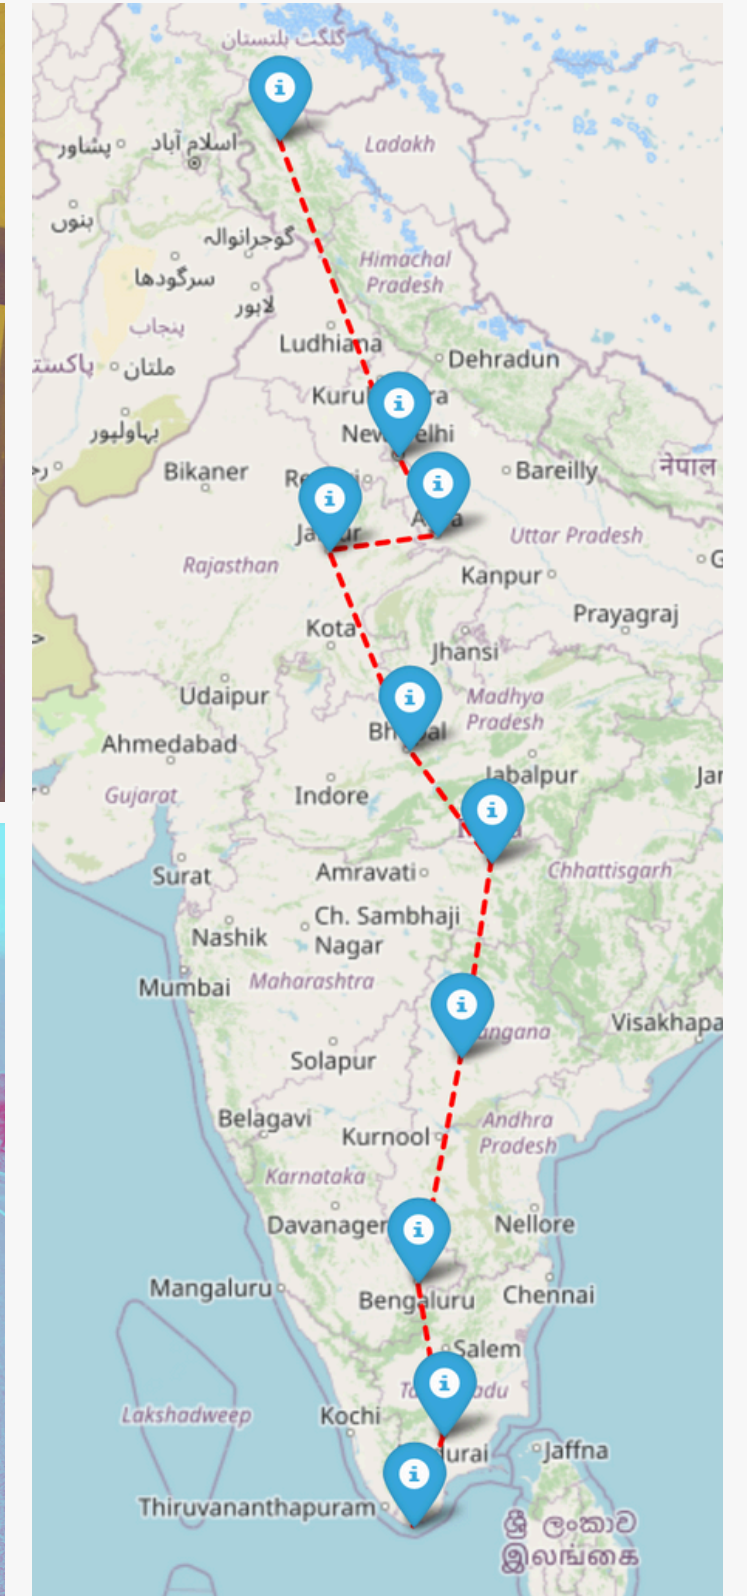 گلگت بلتستان
پشاور
اسلام آباد
Ladakh
بنوں
گوجرانوالہ
Himachal
Pradesh
سرگودھا
لاہور
پنجاب
Ludhiana
ملتان
Dehradun
بہاولپور
Bikaner
Bareilly
नेपाल
Uttar Pradesh
Rajasthan
Kanpur
Prayagraj
Kota
Jhansi
Udaipur
Madhya
Pradesh
Ahmedabad
Jabalpur
Gujarat
Indore
Surat
Amravati
Chhattisgarh
Ch. Sambhaji
Nagar
Nashik
Mumbai
Maharashtra
Visakhapa
Solapur
Belagavi
Kurnool
Andhra
Pradesh
Karnataka
Davanager
Nellore
Mangaluru
Bengaluru
Chennai
Salem
Lakshadweep
Kochi
Jaffna
Thiruvananthapuram
ශ්‍රී ලංකාව
இலங்கை